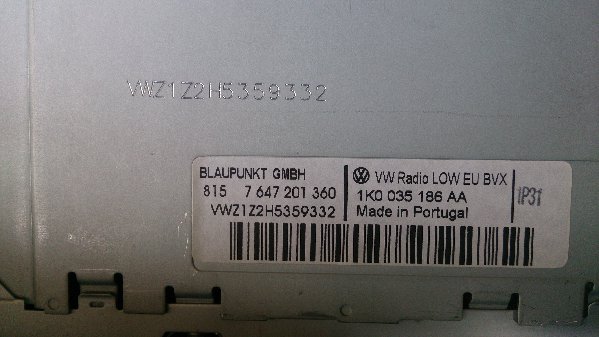 VWZ1Z2H5359332
BLAUPUNKT GMBH
815 7 647 201 360
VWZ1Z2H5359332
VW Radio LOW EU BVX
1K0 035 186 AA
Made in Portugal
1P31